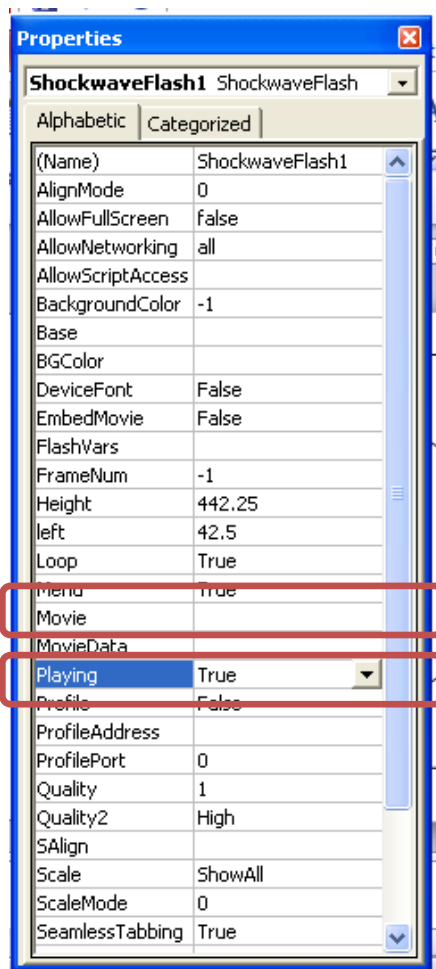 Properties
ShockwaveFlash1 ShockwaveFlash
Alphabetic Categorized
(Name) ShockwaveFlash1
AlignMode 0
AllowFullScreen false
AllowNetworking all
AllowScriptAccess
BackgroundColor -1
Base
BGColor
DeviceFont False
EmbedMovie False
FlashVars
FrameNum -1
Height 442.25
left 42.5
Loop True
Menu True
Movie
MovieData
Playing True
Profile False
ProfileAddress
ProfilePort 0
Quality 1
Quality2 High
SAlign
Scale ShowAll
ScaleMode 0
SeamlessTabbing True